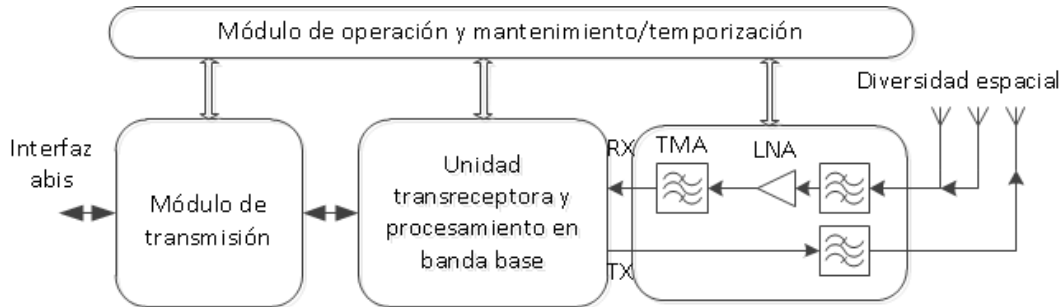 Módulo de operación y mantenimiento/temporización
Diversidad espacial
Interfaz
abis
Módulo de
transmisión
Unidad
transreceptora y
procesamiento en
banda base
RX
TX
TMA
LNA